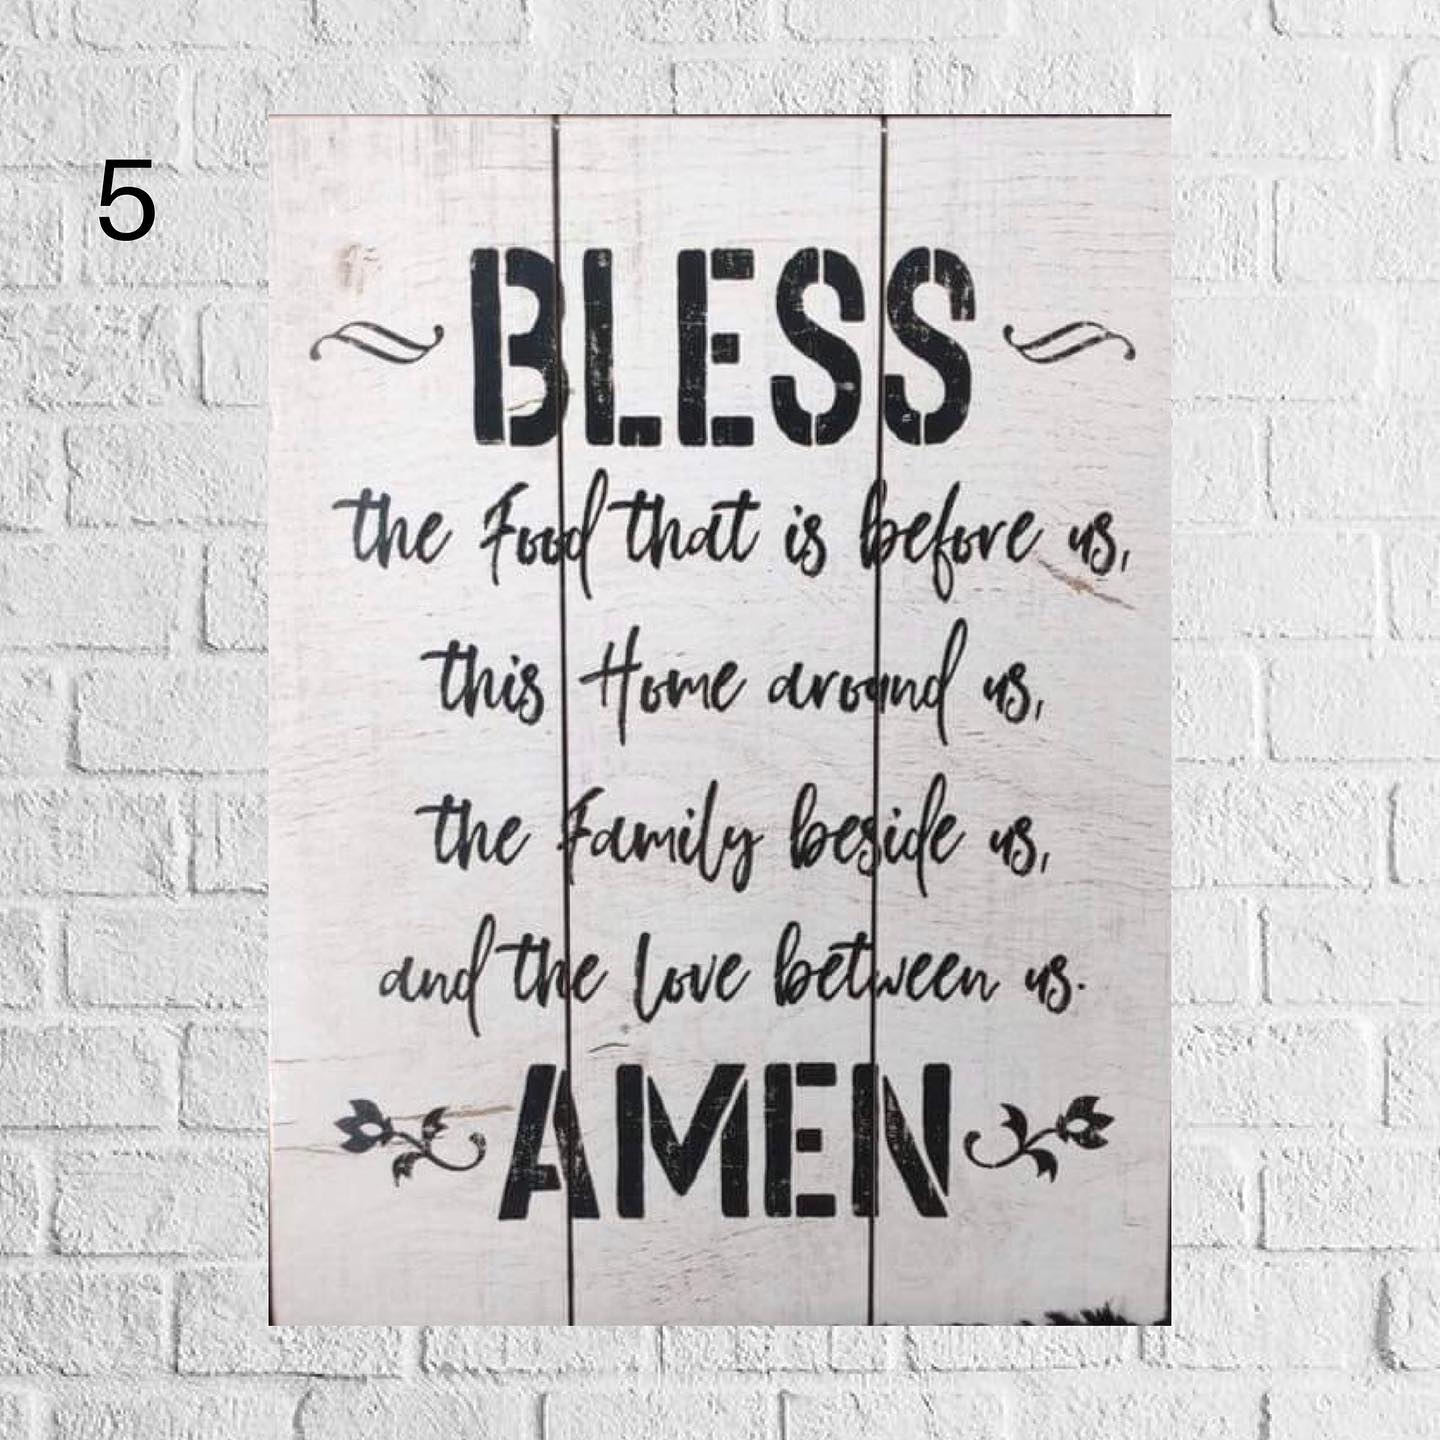 5
BLESS
the Food that is before us,
this Home around us,
the Family beside us,
and the Love between us.
AMEN